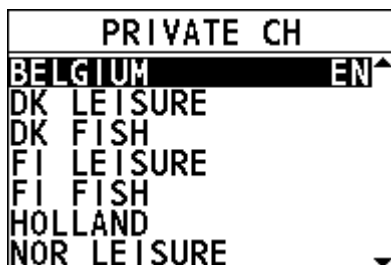 PRIVATE CH
BELGIUM EN
DK LEISURE
DK FISH
FI LEISURE
FI FISH
HOLLAND
NOR LEISURE